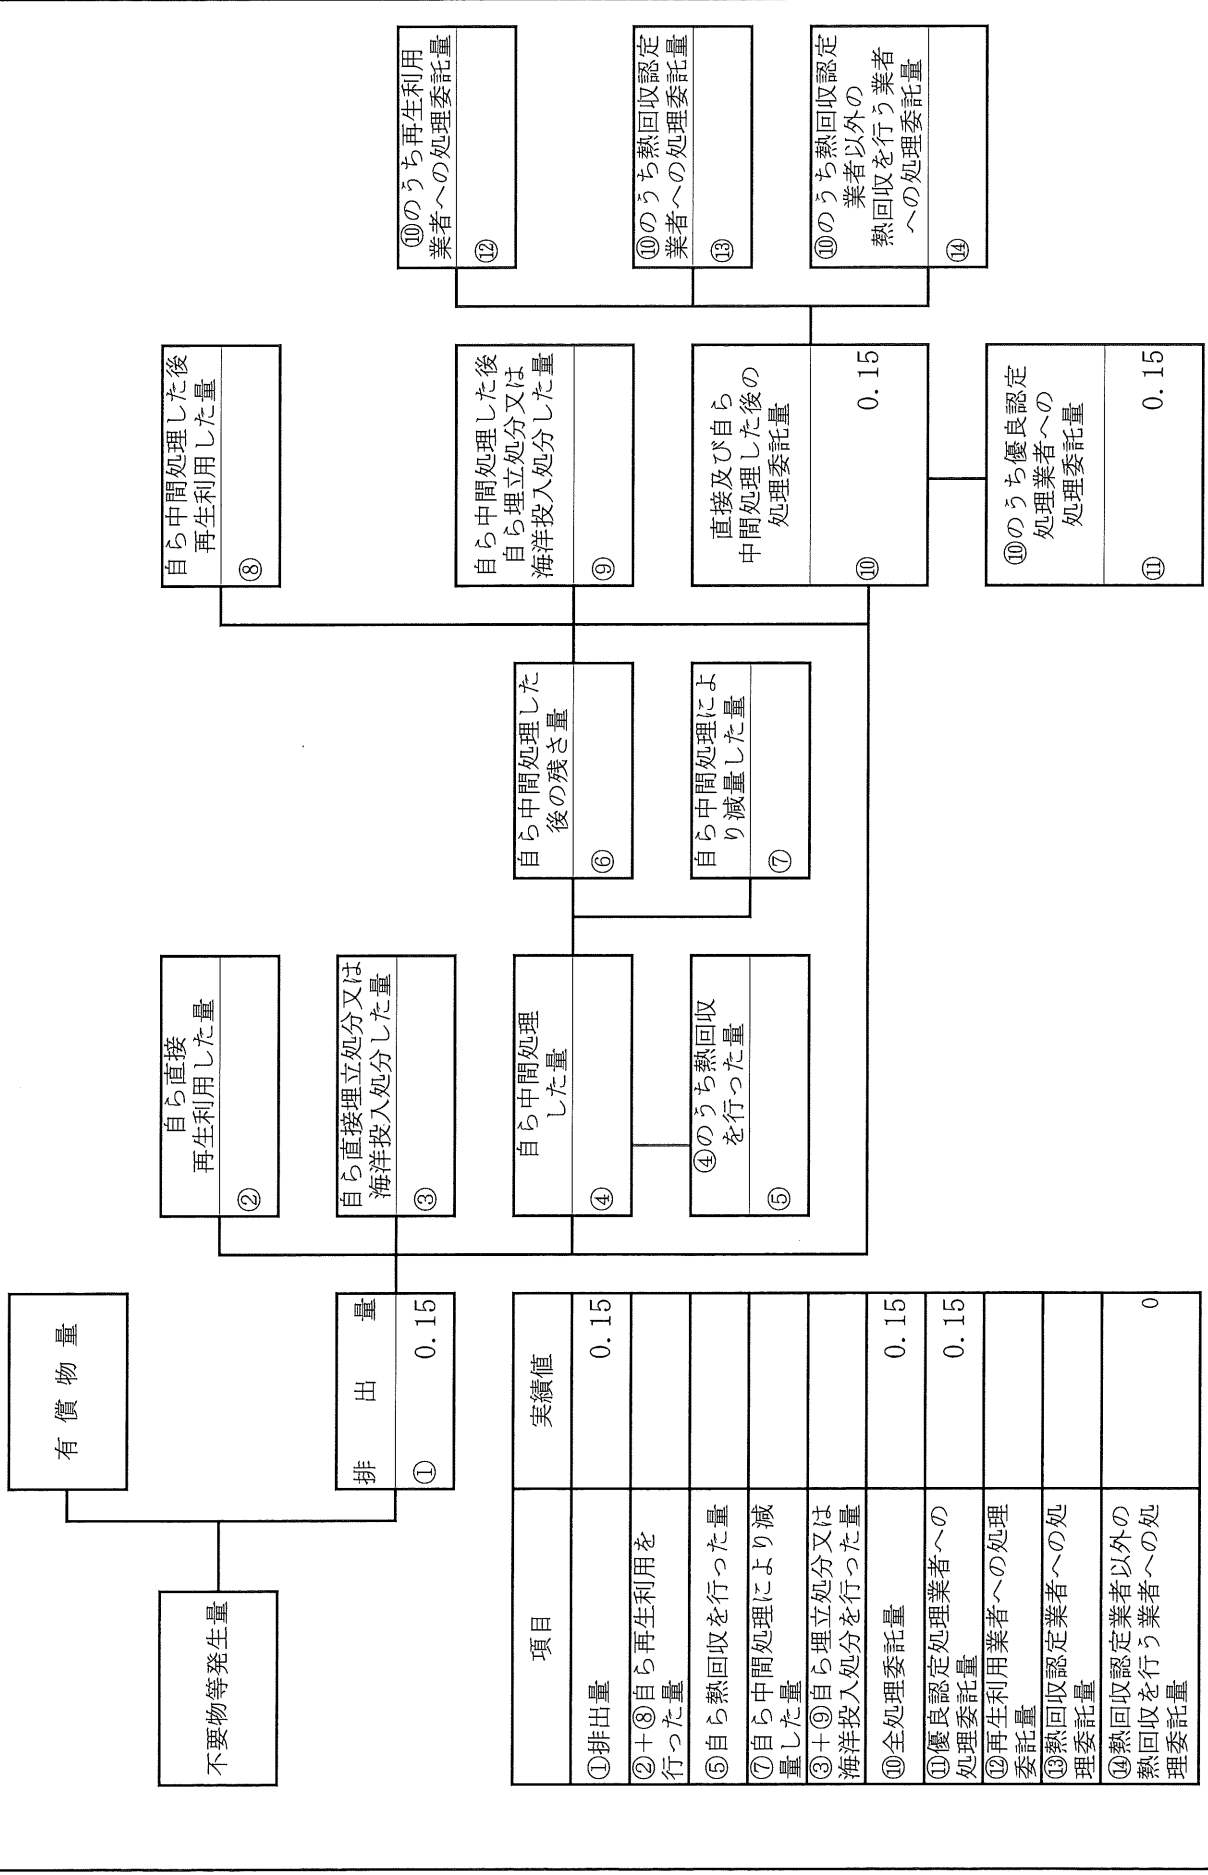 不要物等発生量
有償物量
排出量
① 0.15
自ら直接
再生利用した量
②
自ら直接埋立処分又は
海洋投入処分した量
③
自ら中間処理
した量
④
④のうち熱回収
を行った量
⑤
自ら中間処理した
後の残さ量
⑥
自ら中間処理によ
り減量した量
⑦
自ら中間処理した後
再生利用した量
⑧
自ら中間処理した後
自ら埋立処分又は
海洋投入処分した量
⑨
直接及び自ら
中間処理した後の
処理委託量
⑩ 0.15
⑩のうち優良認定
処理業者への
処理委託量
⑪ 0.15
⑩のうち再生利用
業者への処理委託量
⑫
⑩のうち熱回収認定
業者への処理委託量
⑬
⑩のうち熱回収認定
業者以外の
熱回収を行う業者
への処理委託量
⑭
項目 実績値
①排出量 0.15
②+⑧自ら再生利用を
行った量
⑤自ら熱回収を行った量
⑦自ら中間処理により減
量した量
③+⑨自ら埋立処分又は
海洋投入処分を行った量
⑩全処理委託量 0.15
⑪優良認定処理業者への
処理委託量 0.15
⑫再生利用業者への処理
委託量
⑬熱回収認定業者への処
理委託量
⑭熱回収認定業者以外の
熱回収を行う業者への処
理委託量 0